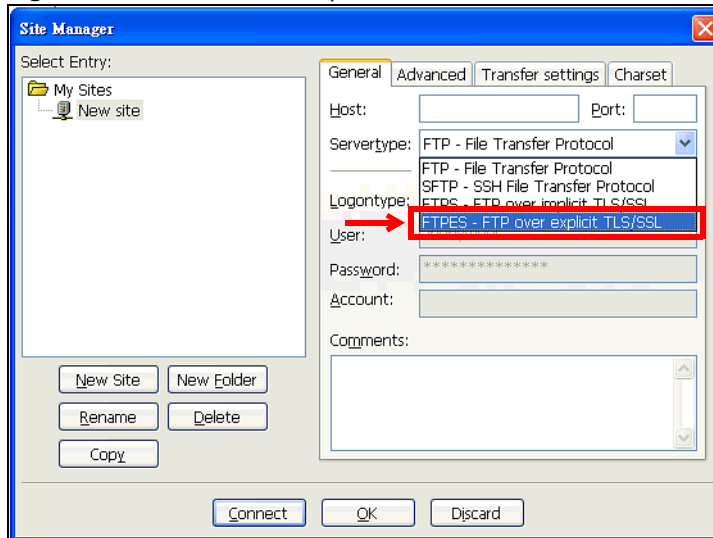 Site Manager
Select Entry:
My Sites
New site
General Advanced Transfer settings Charset
Host: Port:
Servertype: FTP - File Transfer Protocol
FTP - File Transfer Protocol
SFTP - SSH File Transfer Protocol
Logontype: FTPS - FTP over implicit TLS/SSL
FTPES - FTP over explicit TLS/SSL
User:
Password: **************
Account:
Comments:
New Site New Folder
Rename Delete
Copy
Connect OK Discard